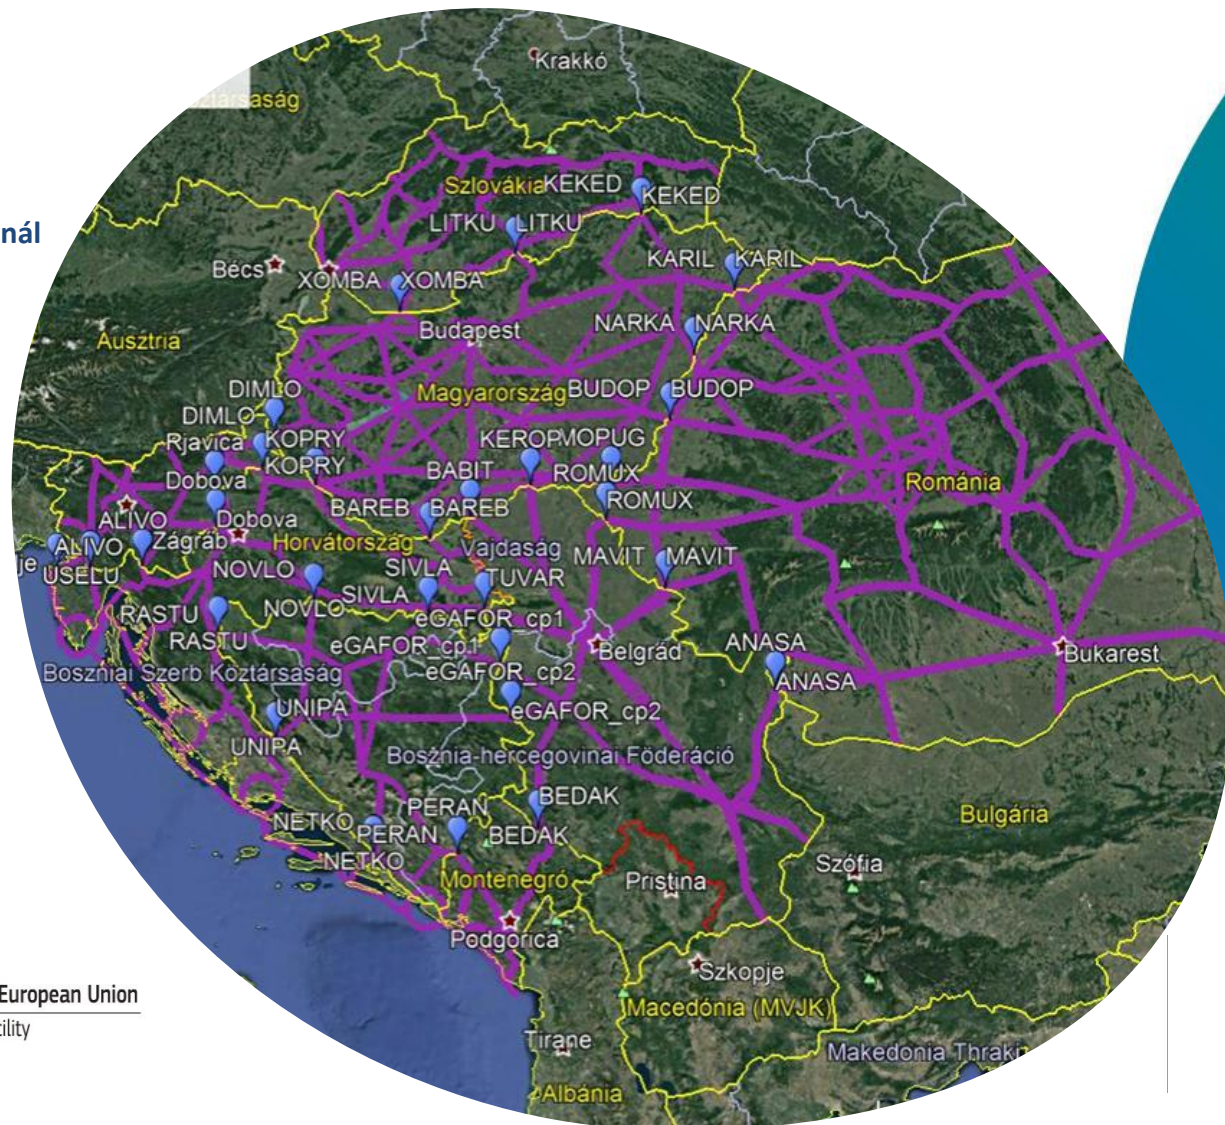 Krakkó
nál
SzlovákiaKEKED
KEKED
LITKU LITKU
Bécs
XOMBA XOMBA
KARIL KARIL
Budapest
NARKA NARKA
Ausztria
DIMLO
Magyarország BUDOP BUDOP
DIMLO
Rjavica KOPRY
KOPRY
KEROP MOPUG
BABIT
ROMUX
ROMUX
Dobova
Dobova
BAREB BAREB
Románia
ALIVO
ALIVO
Zágráb
Horvátország
Vajdaság
MAVIT MAVIT
je
USELU
NOVLO
NOVLO
SIVLA
SIVLA
TUVAR
RASTU
RASTU
eGAFOR_cp1
eGAFOR_cp1
Belgrád
ANASA
ANASA
Bukarest
Boszniai Szerb Köztársaság
eGAFOR_cp2
eGAFOR_cp2
UNIPA
UNIPA
Bosznia-hercegovinai Föderáció
BEDAK
BEDAK
PERAN
PERAN
NETKO
NETKO
Bulgária
Szófia
Montenegró
Pristina
Podgorica
Szkopje
European Union
Macedónia (MVJK)
Tirane
Makedonia Thraki
Albánia